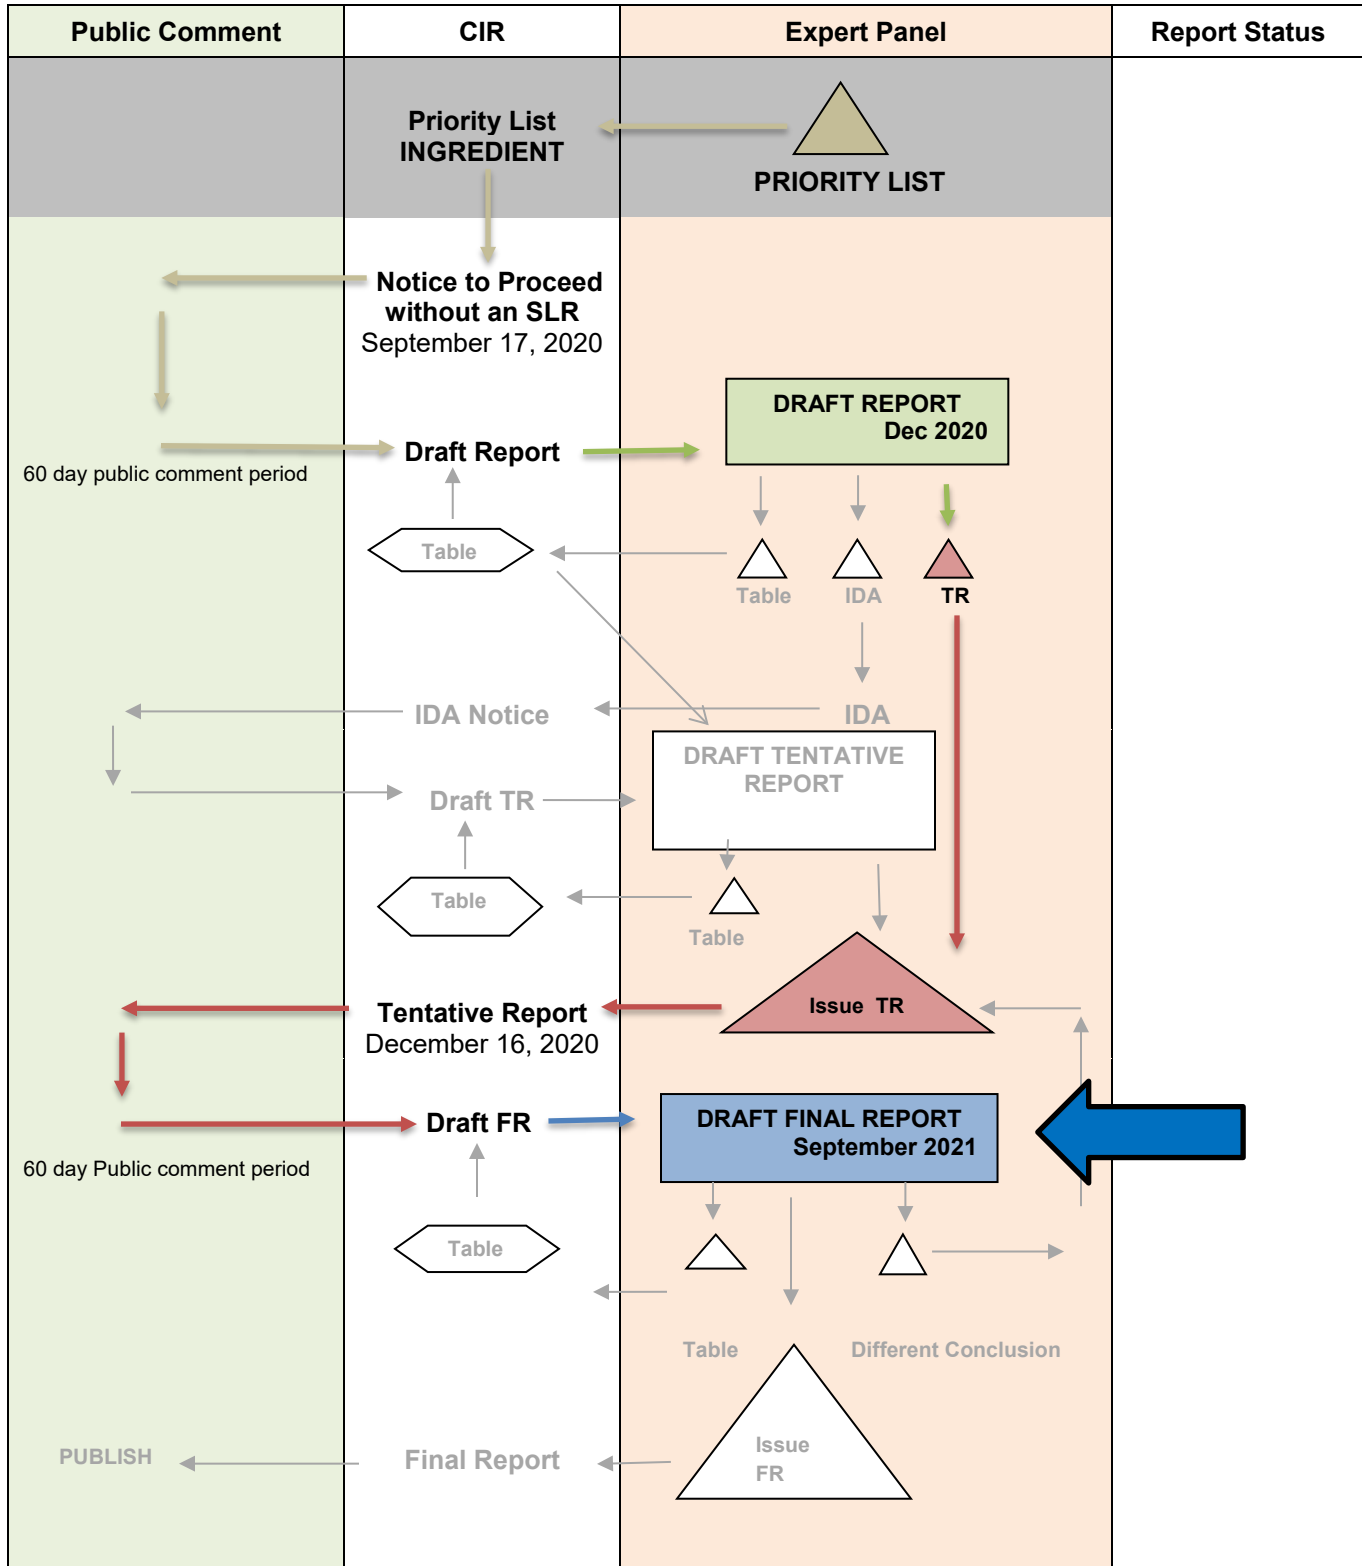 Public Comment
CIR
Expert Panel
Report Status
Priority List
INGREDIENT
PRIORITY LIST
Notice to Proceed
without an SLR
September 17, 2020
DRAFT REPORT
Dec 2020
60 day public comment period
Draft Report
Table
Table
IDA
TR
IDA Notice
IDA
DRAFT TENTATIVE
REPORT
Draft TR
Table
Table
Issue TR
Tentative Report
December 16, 2020
Draft FR
DRAFT FINAL REPORT
September 2021
60 day Public comment period
Table
Table
Different Conclusion
PUBLISH
Final Report
Issue
FR